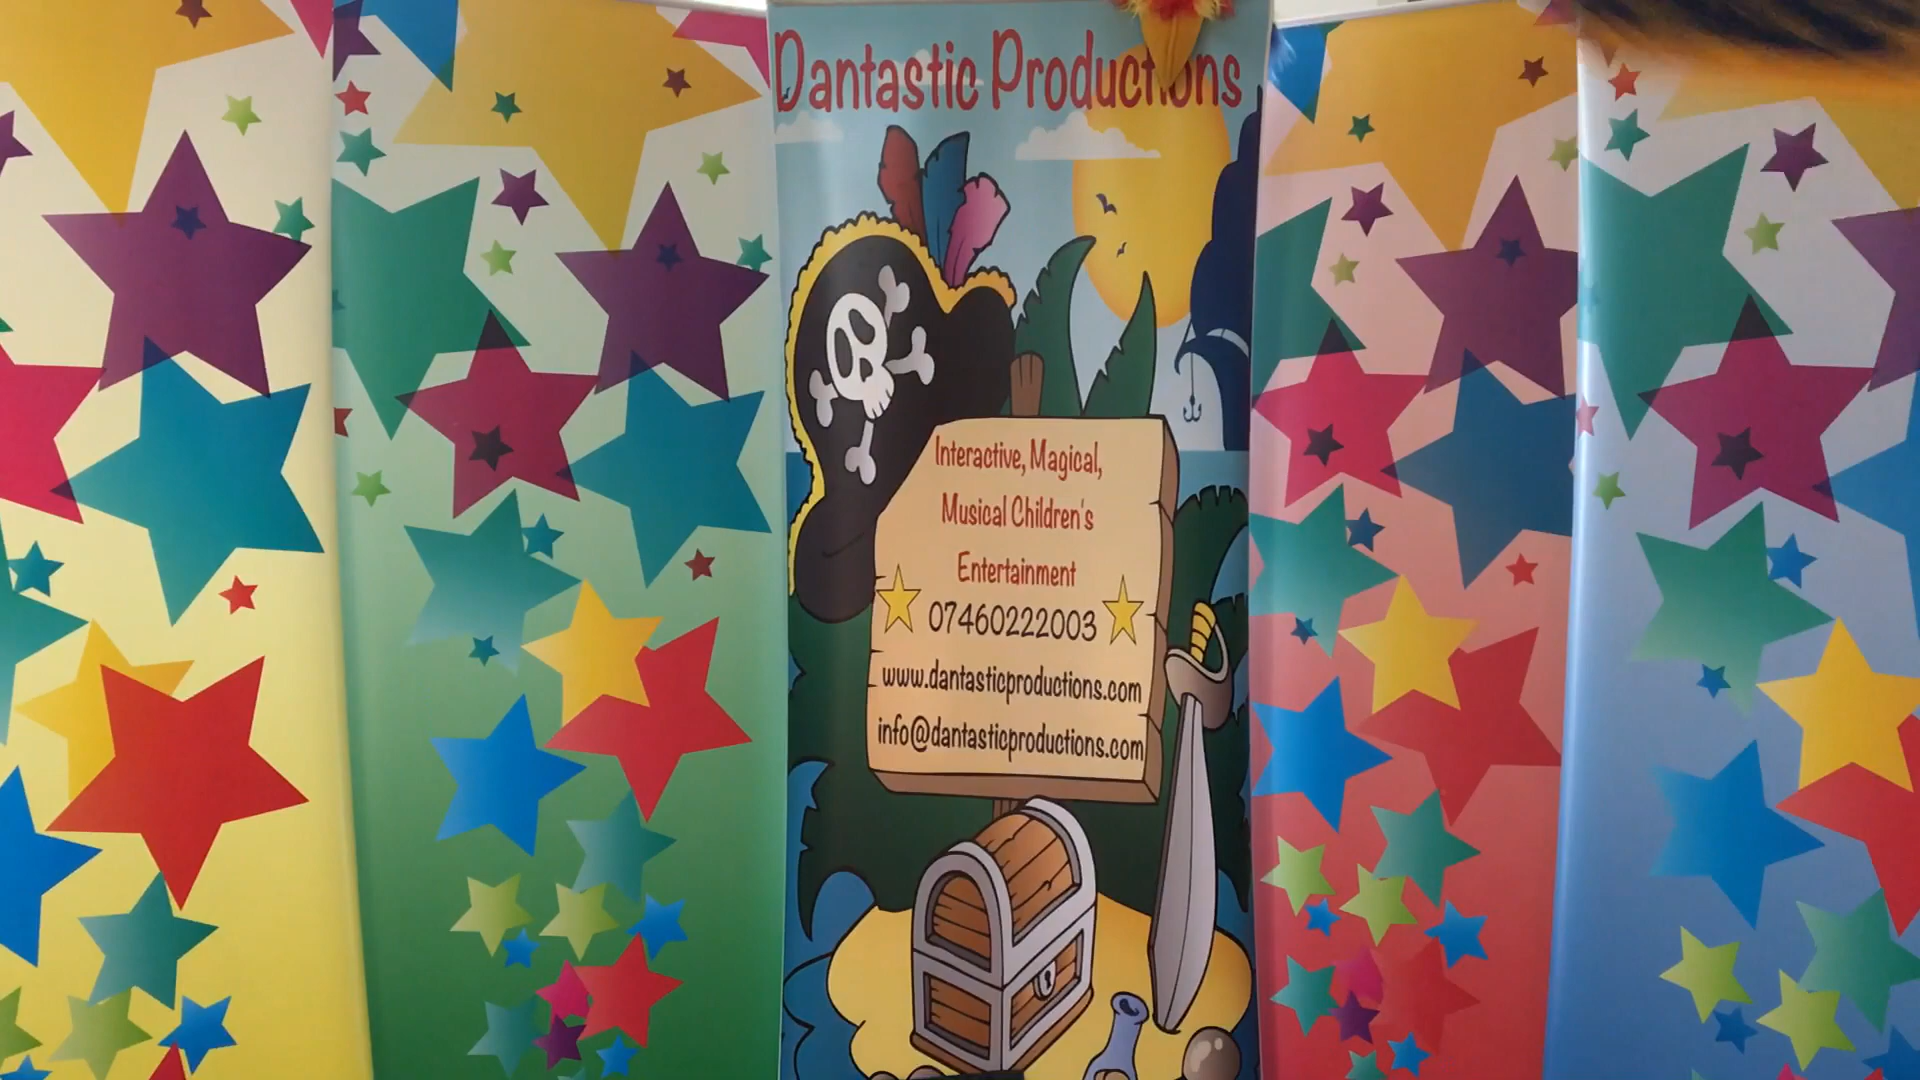 Dantastic Productions
Interactive, Magical,
Musical Children's
Entertainment
07460222003
www.dantasticproductions.com
info@dantasticproductions.com